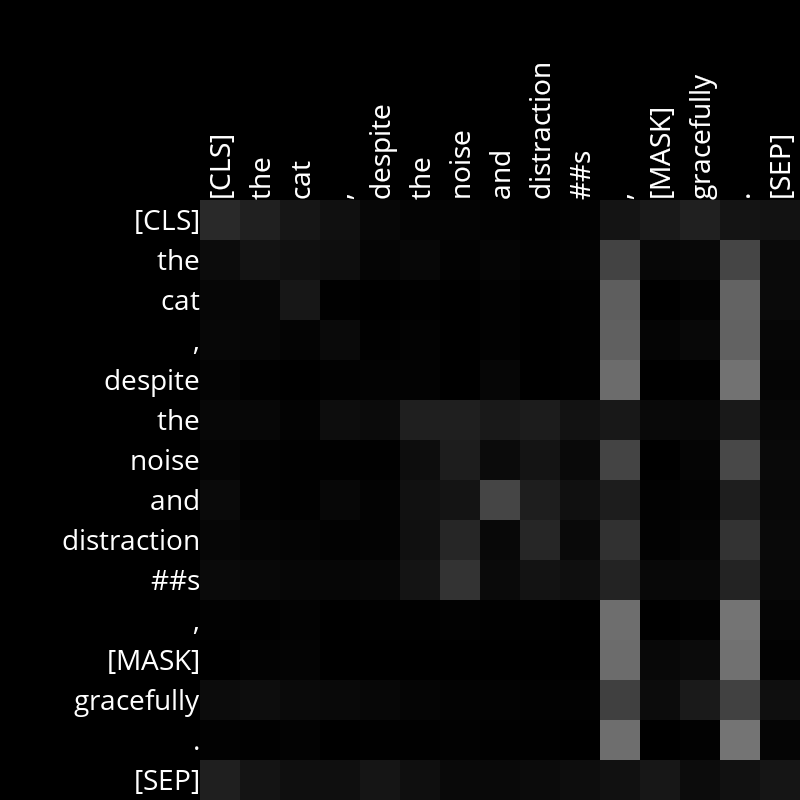 [CLS] the cat , despite the noise and distraction ##s , [MASK] gracefully . [SEP]
[CLS]
the
cat
,
despite
the
noise
and
distraction
##s
,
[MASK]
gracefully
.
[SEP]